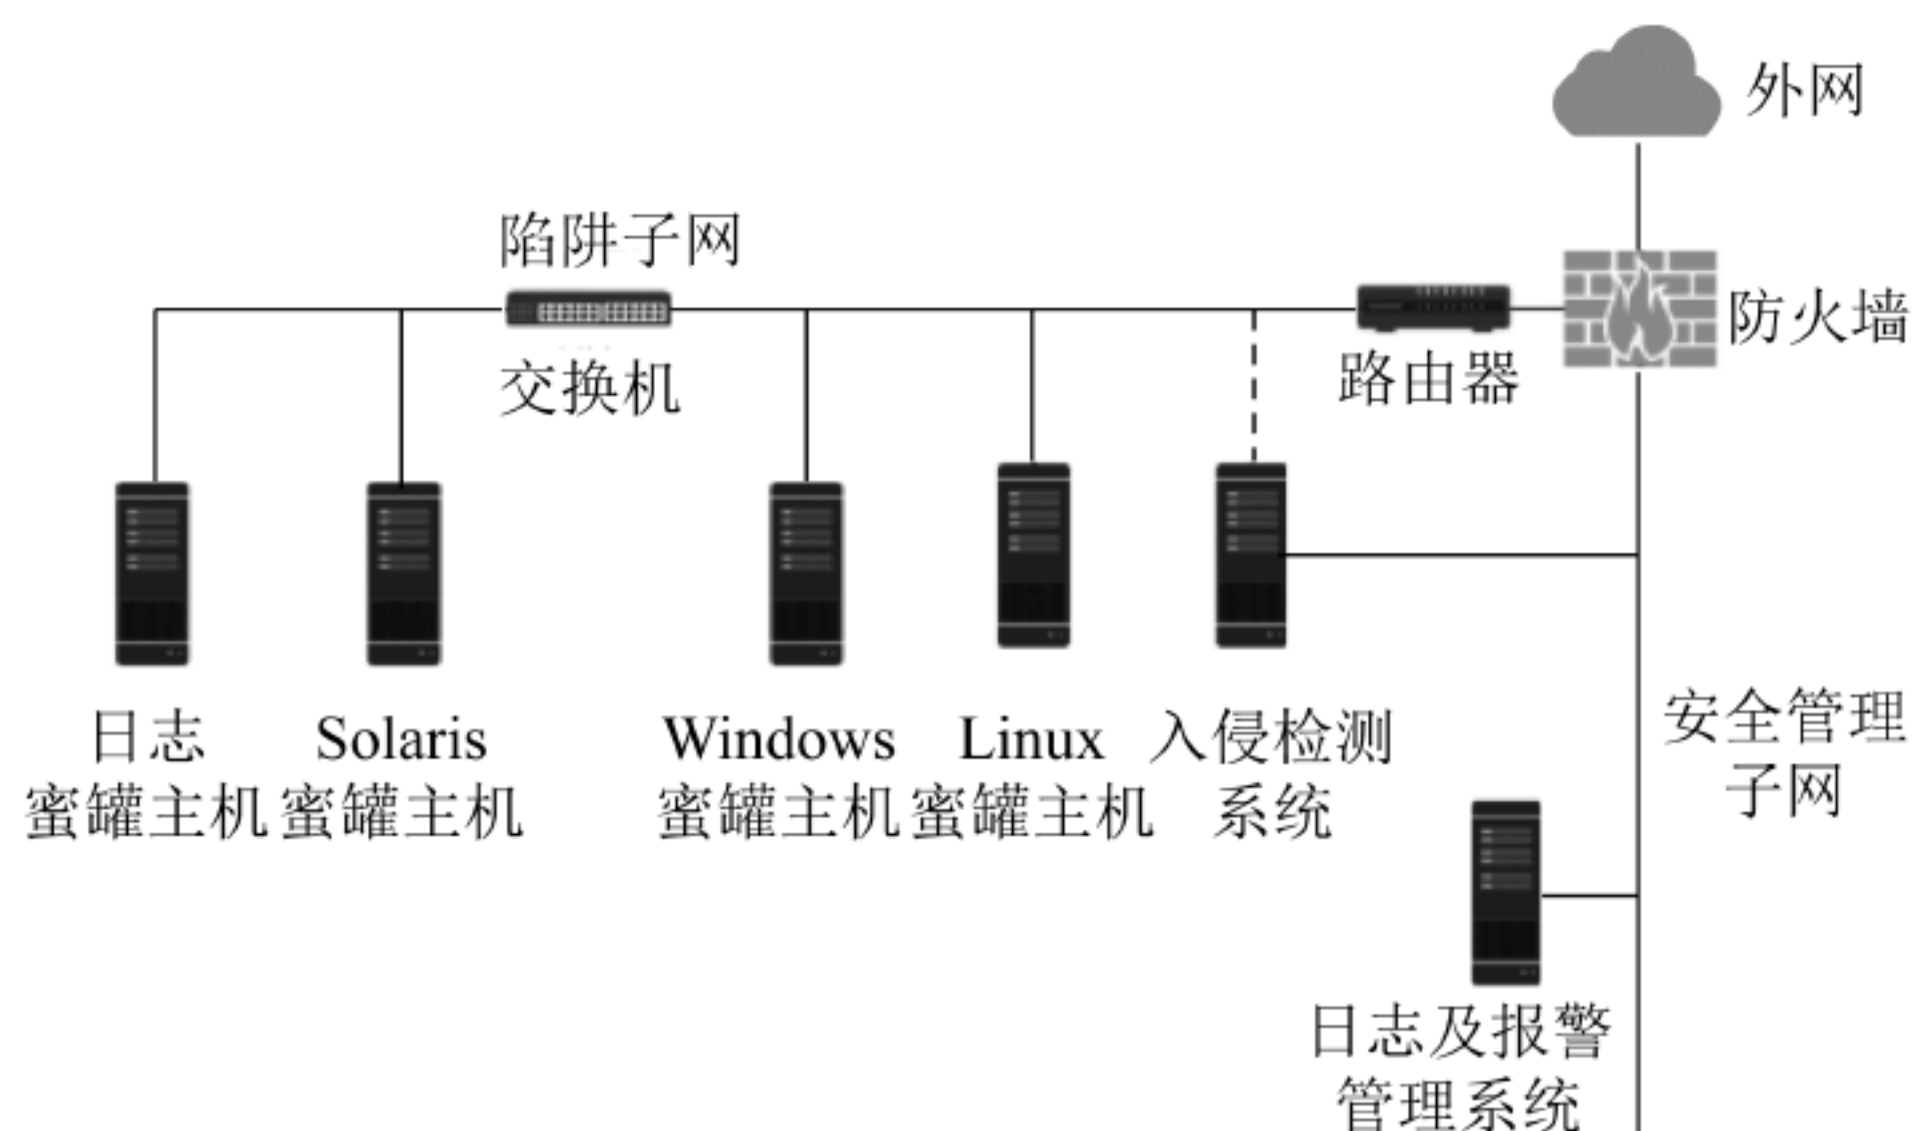 外网
陷阱子网
防火墙
交换机
路由器
日志
蜜罐主机
Solaris
蜜罐主机
Windows
蜜罐主机
Linux
蜜罐主机
入侵检测
系统
安全管理
子网
日志及报警
管理系统